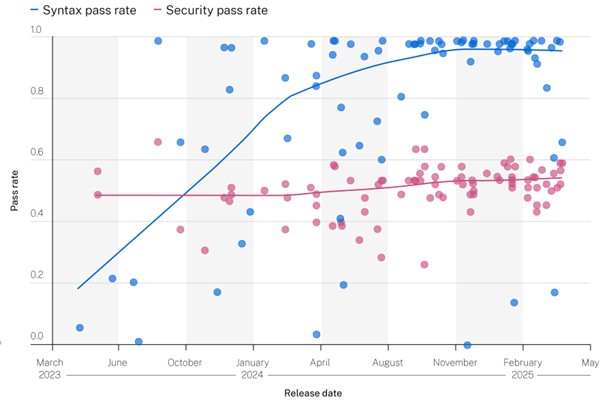 Syntax pass rate Security pass rate
1.0
0.8
0.6
0.4
0.2
0.0
Pass rate
March June October January April August November February May
2023 2024 2025
Release date